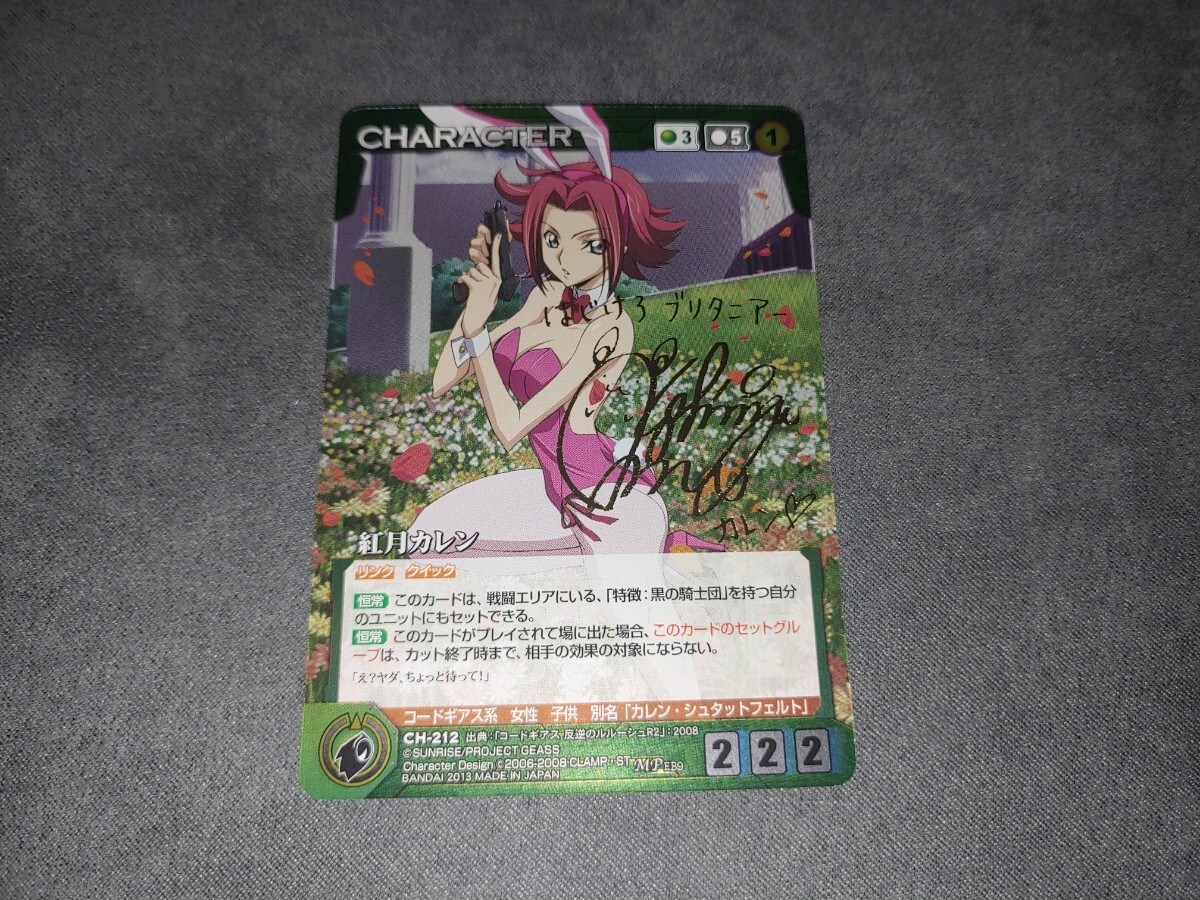 CHARACTER
3
5
1
はじけろ ブリタニアー
カレン
紅月カレン
リンク クイック
恒常 このカードは、戦闘エリアにいる、「特徴：黒の騎士団」を持つ自分
のユニットにもセットできる。
恒常 このカードがプレイされて場に出た場合、このカードのセットグル
ープは、カット終了時まで、相手の効果の対象にならない。
「え?ヤダ、ちょっと待って!」
コードギアス系 女性 子供 別名「カレン・シュタットフェルト」
CH-212 出典：「コードギアス 反逆のルルーシュR2」：2008
©SUNRISE/PROJECT GEASS
Character Design ©2006-2008 CLAMP・ST
MP EB9
BANDAI 2013 MADE IN JAPAN
2 2 2